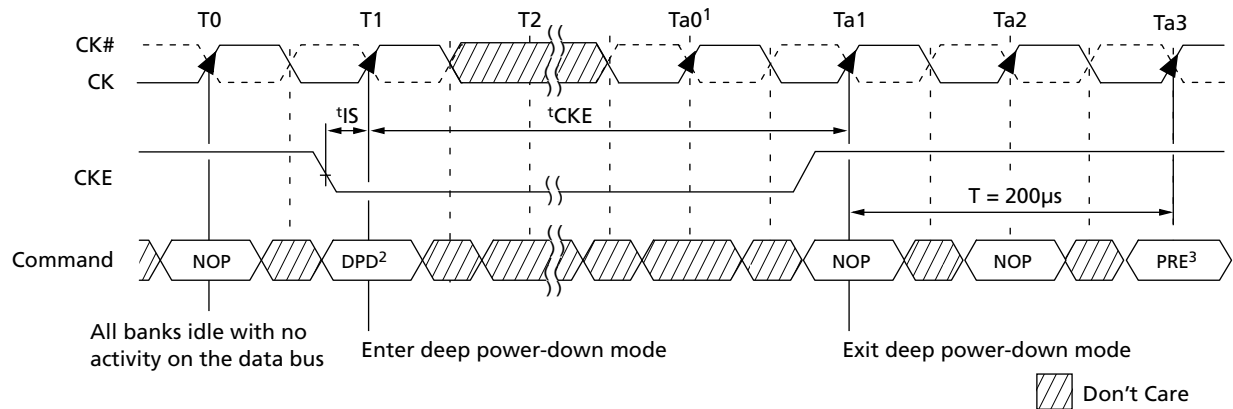 T0 T1 T2 Ta0¹ Ta1 Ta2 Ta3
CK#
CK
ᵗIS ᵗCKE
CKE
T = 200µs
Command NOP DPD² NOP NOP PRE³
All banks idle with no
activity on the data bus
Enter deep power-down mode
Exit deep power-down mode
Don't Care